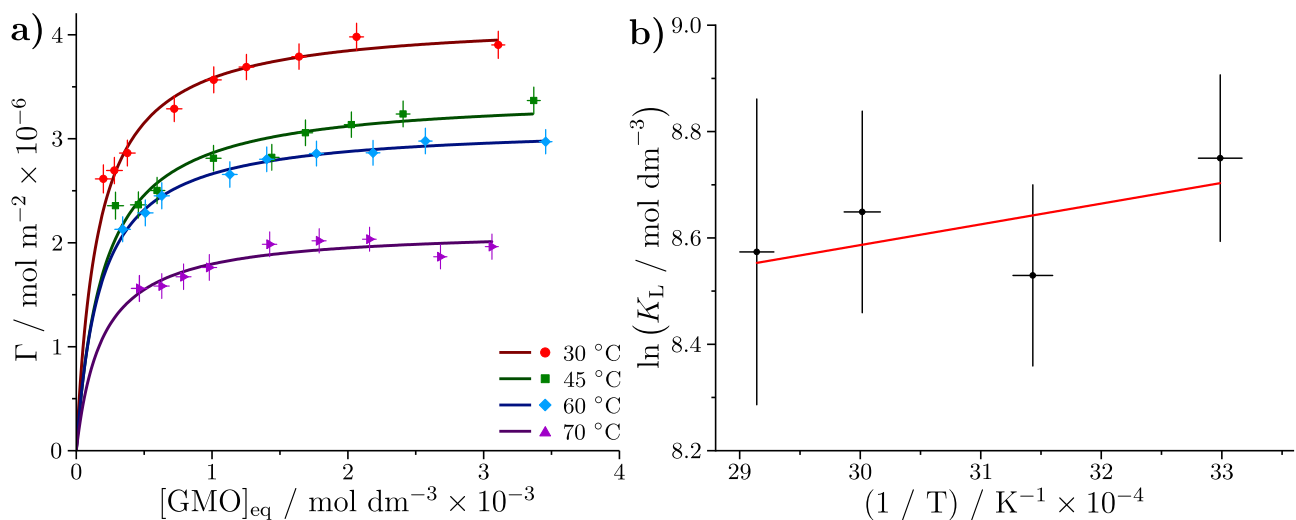 a)
4
3
2
1
0
0
1
2
3
4
Γ / mol m⁻² × 10⁻⁶
[GMO]eq / mol dm⁻³ × 10⁻³
30 °C
45 °C
60 °C
70 °C
b)
9.0
8.8
8.6
8.4
8.2
29
30
31
32
33
ln (K_L / mol dm⁻³)
(1 / T) / K⁻¹ × 10⁻⁴